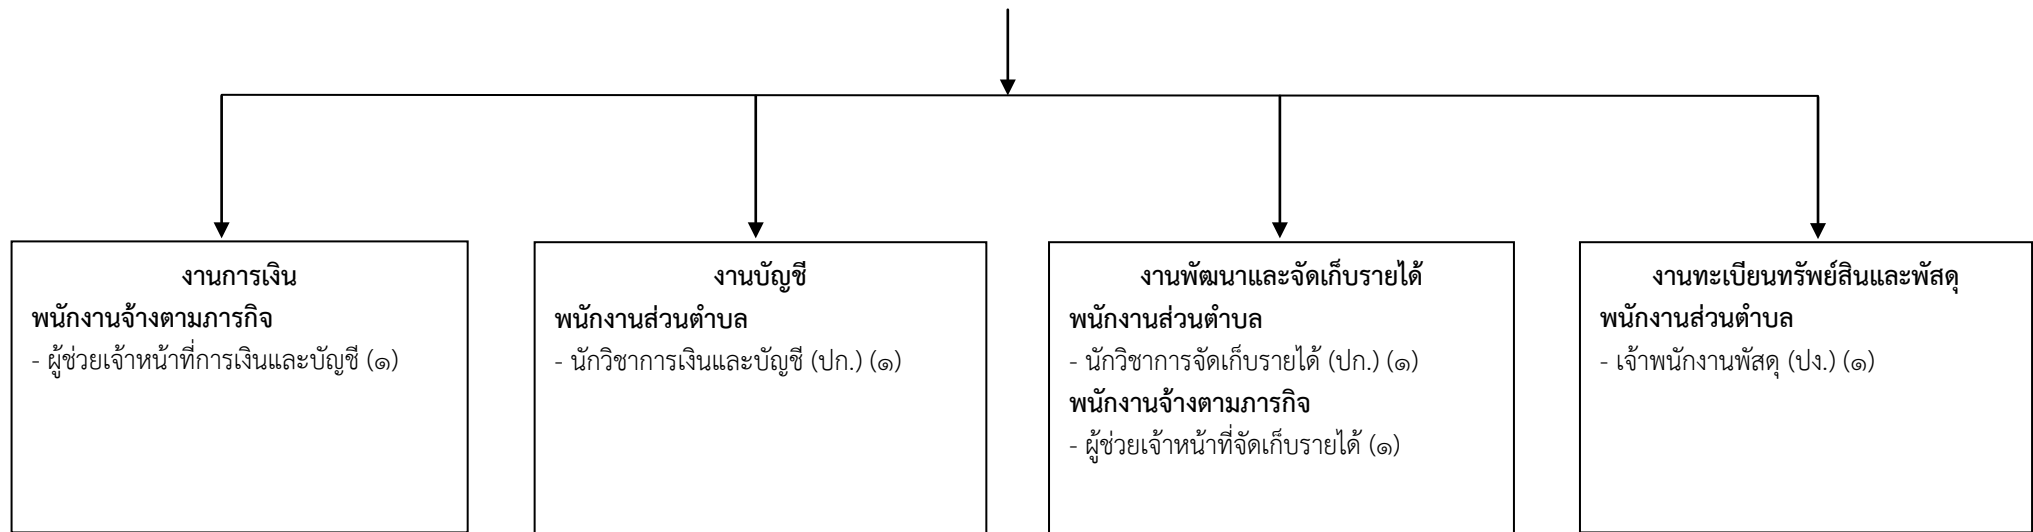 งานการเงิน
พนักงานจ้างตามภารกิจ
- ผู้ช่วยเจ้าหน้าที่การเงินและบัญชี (๑)
งานบัญชี
พนักงานส่วนตำบล
- นักวิชาการเงินและบัญชี (ปก.) (๑)
งานพัฒนาและจัดเก็บรายได้
พนักงานส่วนตำบล
- นักวิชาการจัดเก็บรายได้ (ปก.) (๑)
พนักงานจ้างตามภารกิจ
- ผู้ช่วยเจ้าหน้าที่จัดเก็บรายได้ (๑)
งานทะเบียนทรัพย์สินและพัสดุ
พนักงานส่วนตำบล
- เจ้าพนักงานพัสดุ (ปง.) (๑)